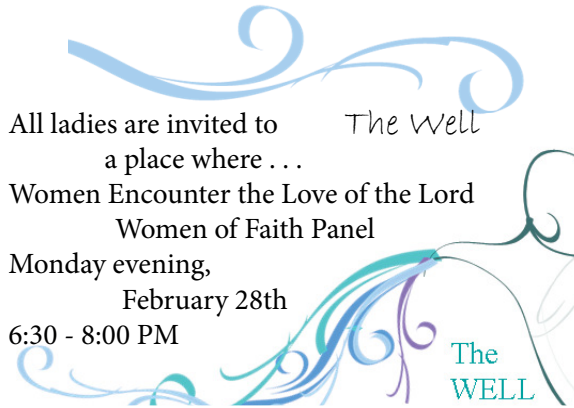 All ladies are invited to The Well
a place where . . .
Women Encounter the Love of the Lord
Women of Faith Panel
Monday evening,
February 28th
6:30 - 8:00 PM
The
WELL